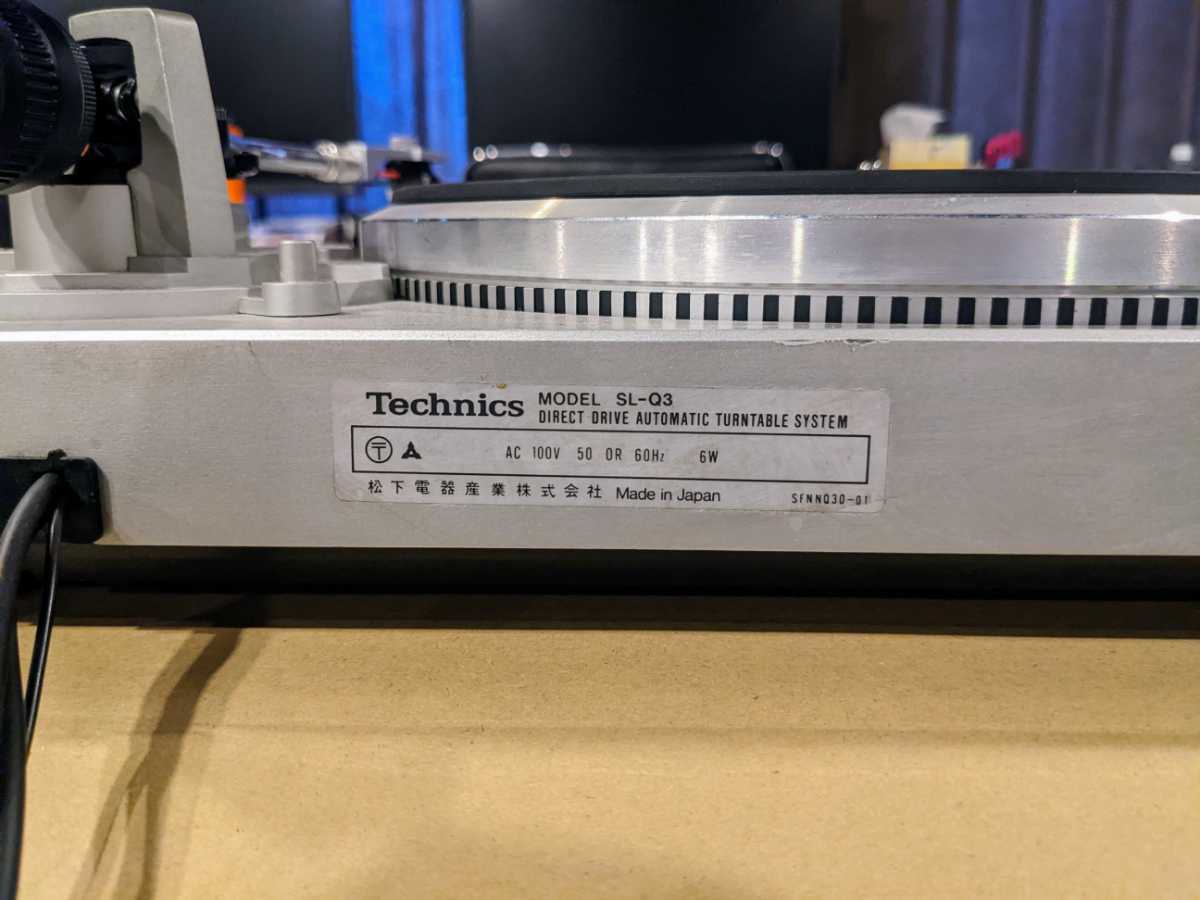 Technics MODEL SL-Q3
DIRECT DRIVE AUTOMATIC TURNTABLE SYSTEM
〒 AC 100V 50 OR 60Hz 6W
松下電器産業株式会社 Made in Japan SFNNQ30-01